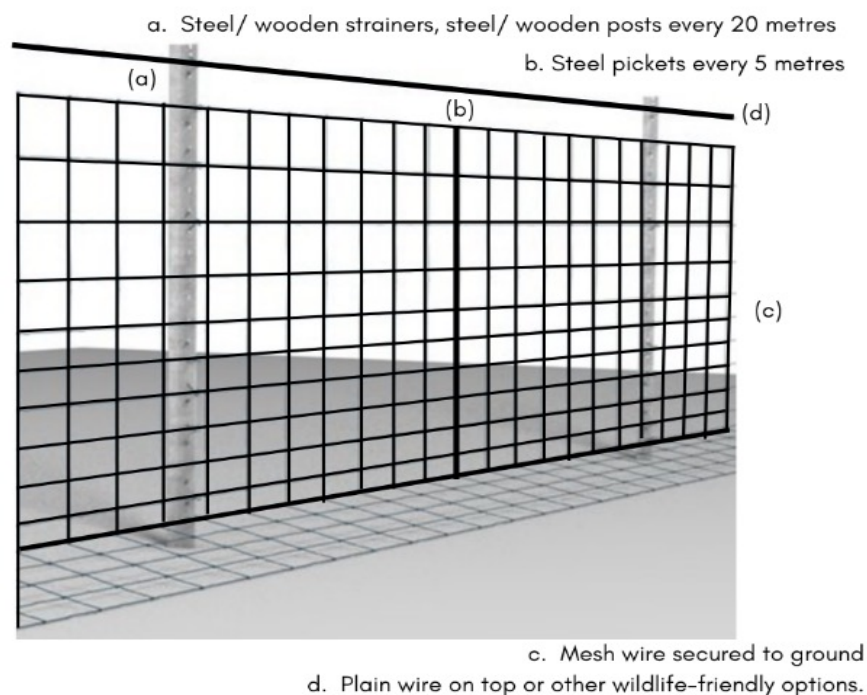 a. Steel/ wooden strainers, steel/ wooden posts every 20 metres
b. Steel pickets every 5 metres
(a)
(b)
(d)
(c)
c. Mesh wire secured to ground
d. Plain wire on top or other wildlife-friendly options.